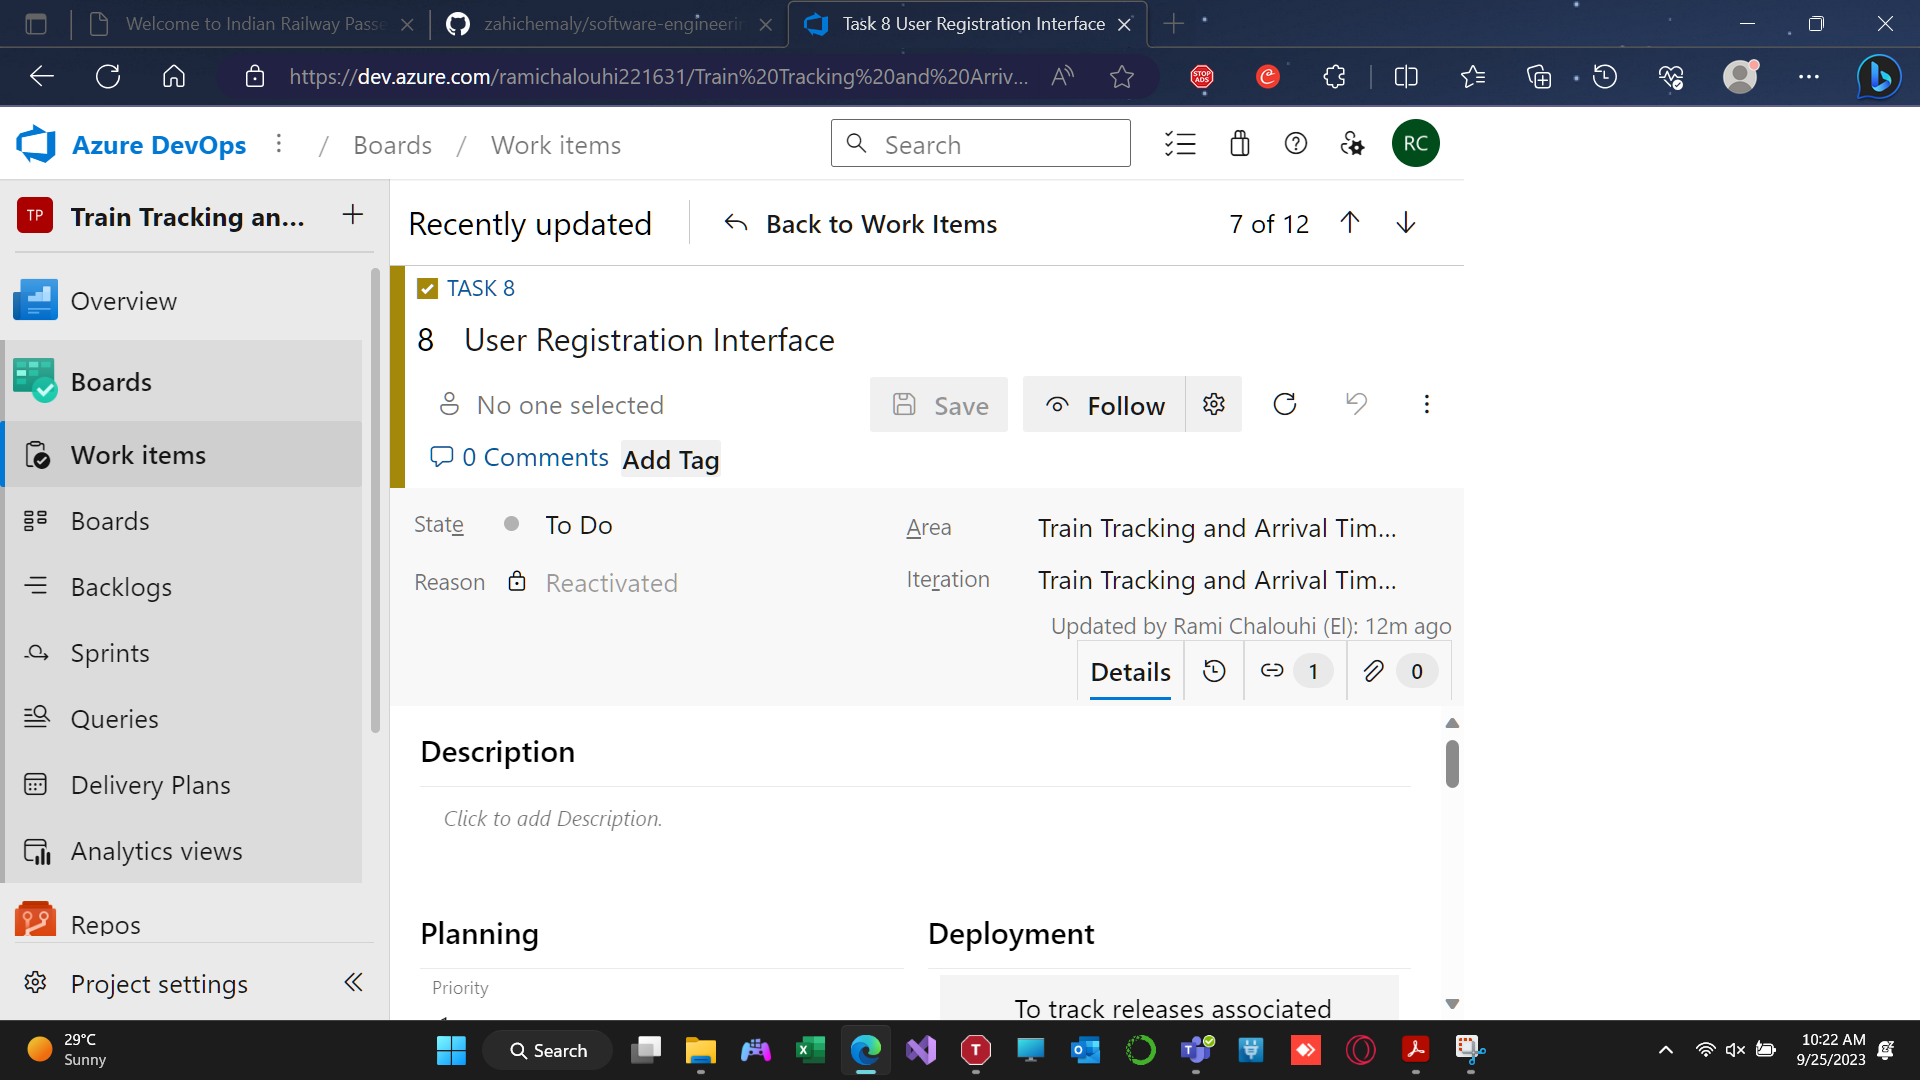 Welcome to Indian Railway Passe
zahichemaly/software-engineerin
Task 8 User Registration Interface
https://dev.azure.com/ramichalouhi221631/Train%20Tracking%20and%20Arriv...
Azure DevOps / Boards / Work items
Search
RC
TP Train Tracking an...
Recently updated
Back to Work Items
7 of 12
Overview
Boards
Work items
Boards
Backlogs
Sprints
Queries
Delivery Plans
Analytics views
Repos
Project settings
TASK 8
8 User Registration Interface
No one selected
Save
Follow
0 Comments
Add Tag
State To Do
Area Train Tracking and Arrival Tim...
Reason Reactivated
Iteration Train Tracking and Arrival Tim...
Updated by Rami Chalouhi (El): 12m ago
Details 1 0
Description
Click to add Description.
Planning
Deployment
Priority
To track releases associated
29°C
Sunny
Search
10:22 AM
9/25/2023